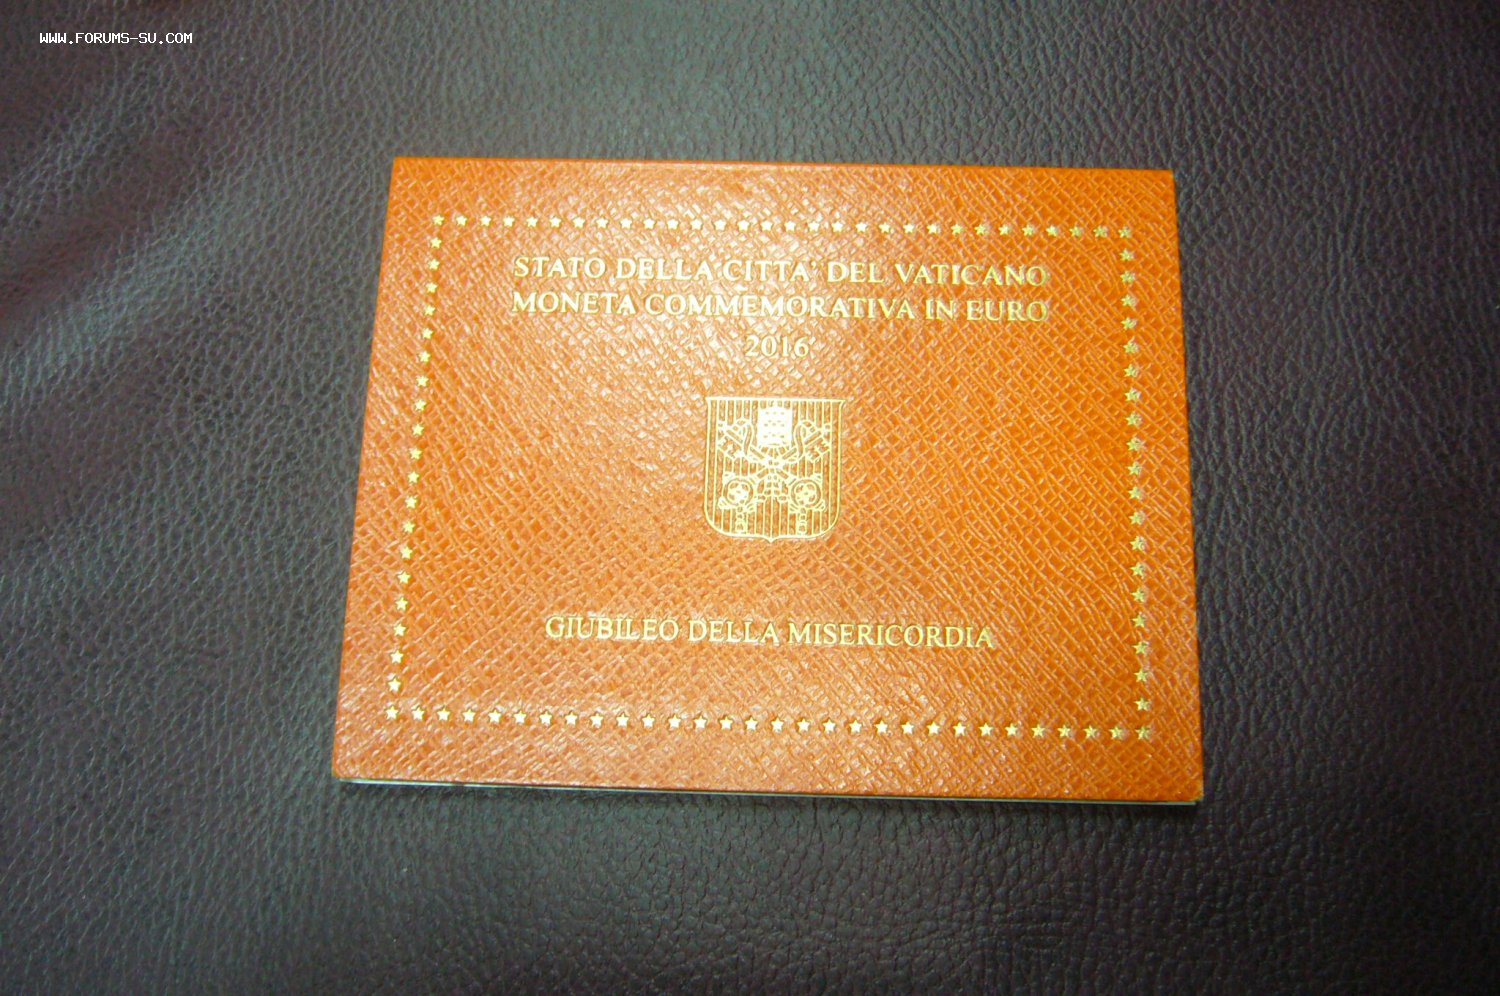 WWW.FORUMS-SU.COM
STATO DELLA CITTA' DEL VATICANO
MONETA COMMEMORATIVA IN EURO
2016
GIUBILEO DELLA MISERICORDIA